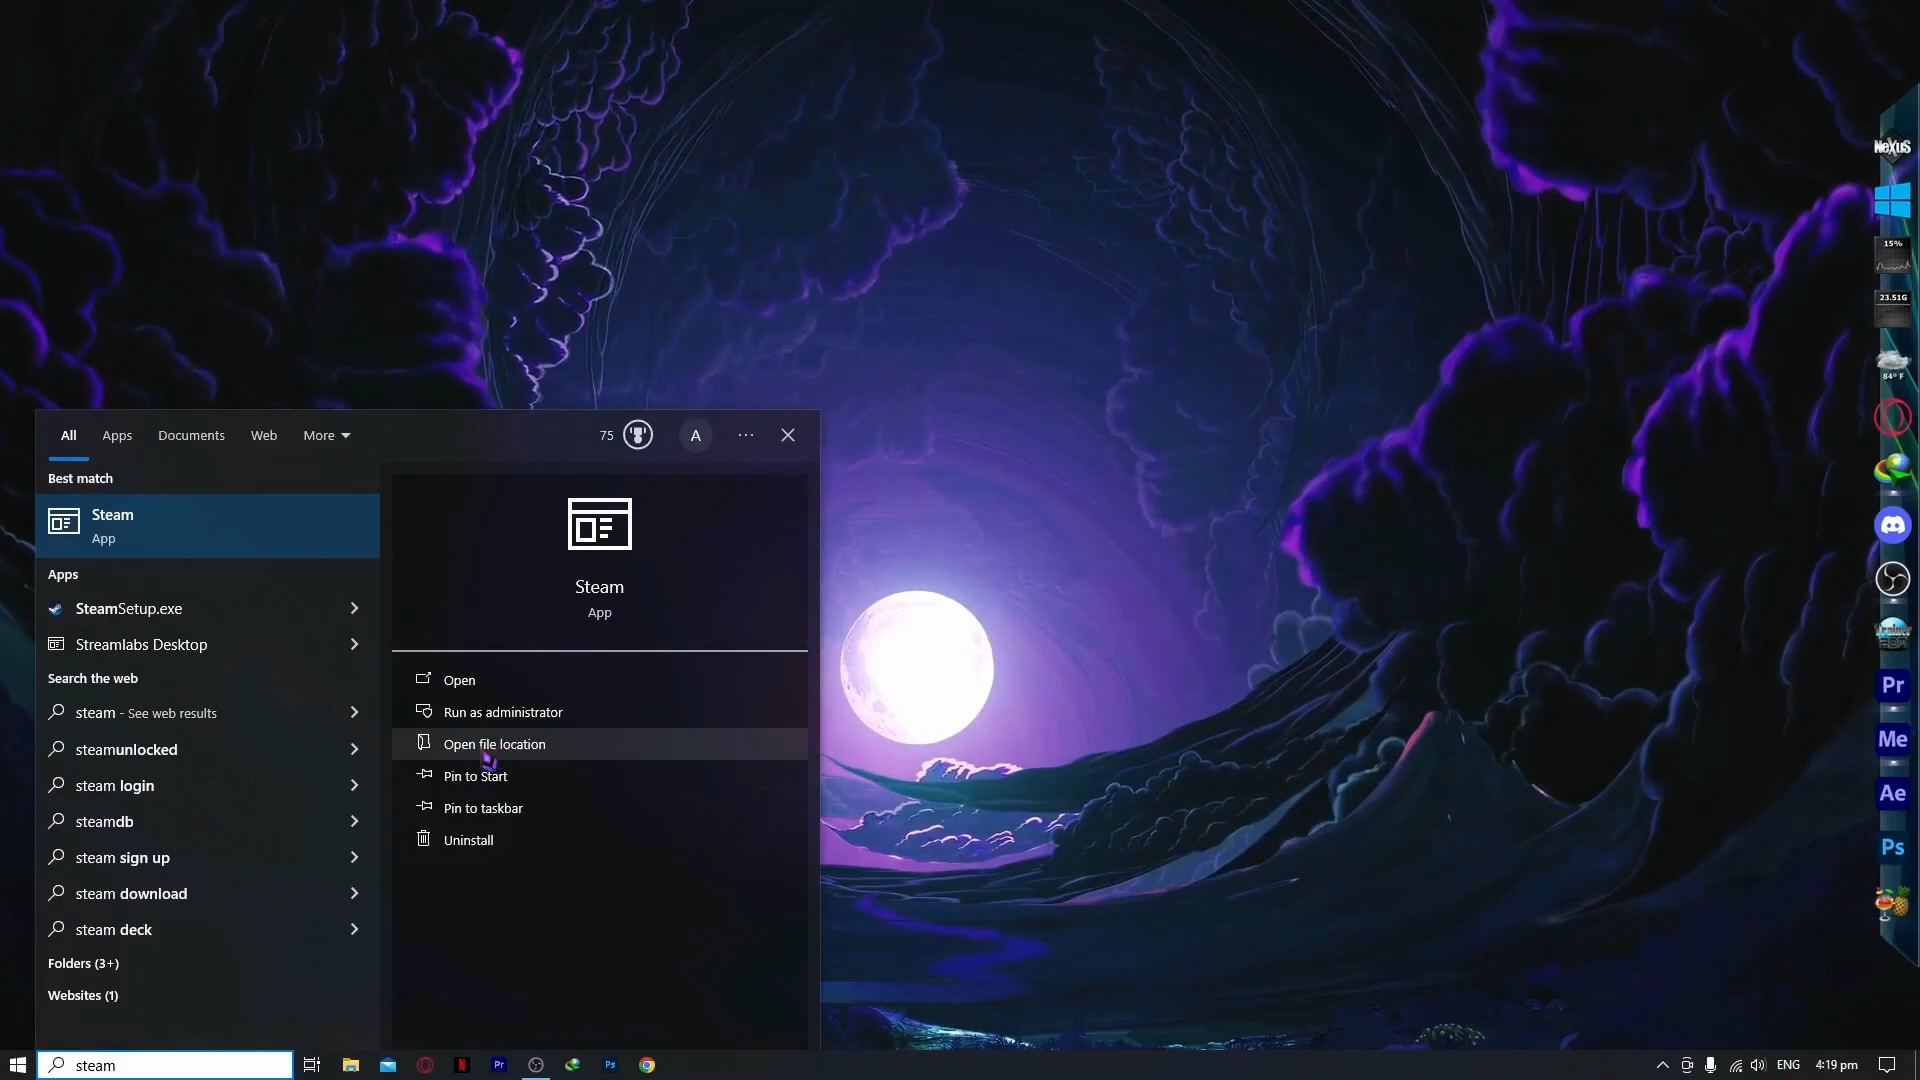 All
Apps
Documents
Web
More
75
A
Best match
Steam
App
Apps
SteamSetup.exe
Streamlabs Desktop
Search the web
steam - See web results
steamunlocked
steam login
steamdb
steam sign up
steam download
steam deck
Folders (3+)
Websites (1)
Steam
App
Open
Run as administrator
Open file location
Pin to Start
Pin to taskbar
Uninstall
NeXuS
15%
23.51G
84° F
Trainer
Pr
Me
Ae
Ps
steam
Pr
Ps
ENG
4:19 pm